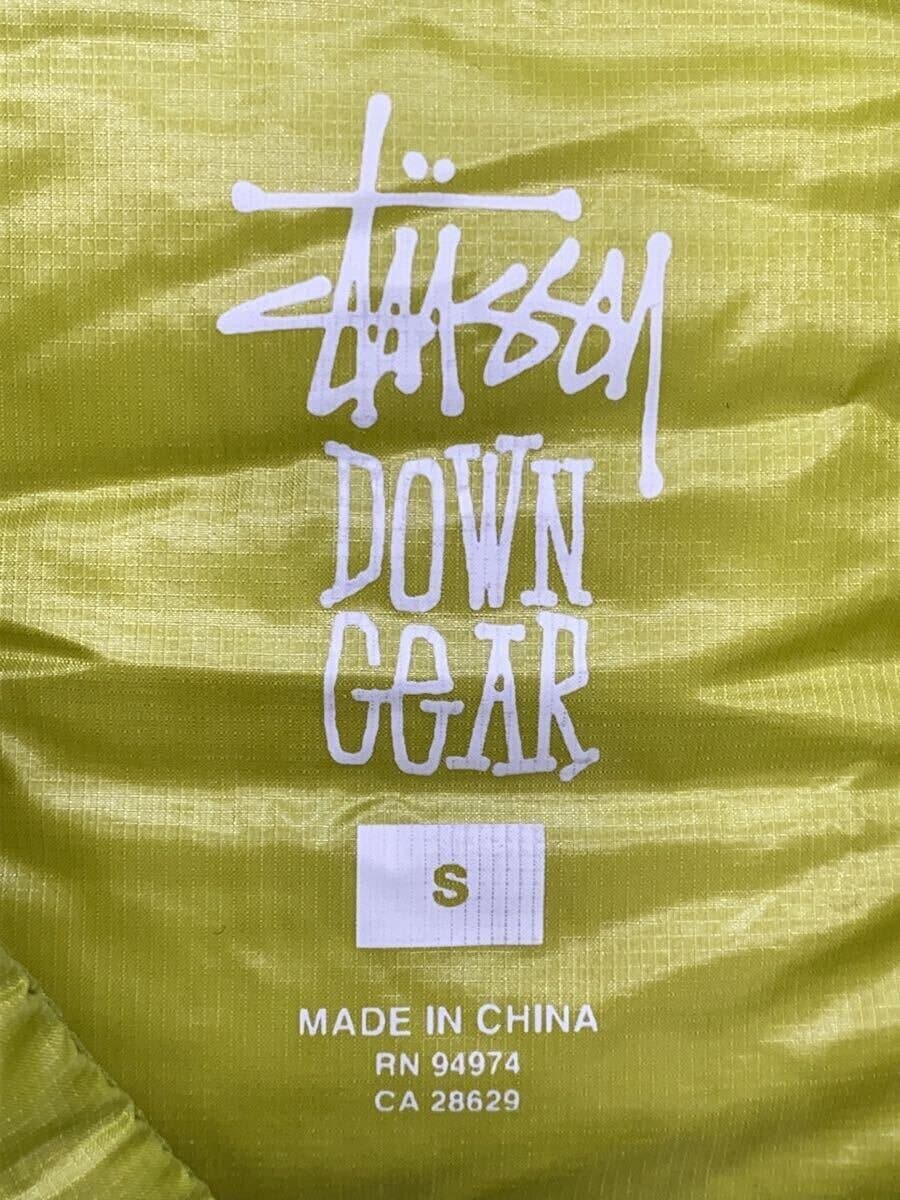 Stüssy
DOWN
GEAR
S
MADE IN CHINA
RN 94974
CA 28629